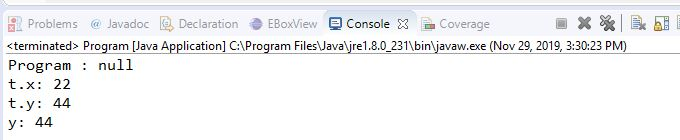 Problems Javadoc Declaration EBoxView Console Coverage
<terminated> Program [Java Application] C:\Program Files\Java\jre1.8.0_231\bin\javaw.exe (Nov 29, 2019, 3:30:23 PM)
Program : null
t.x: 22
t.y: 44
y: 44